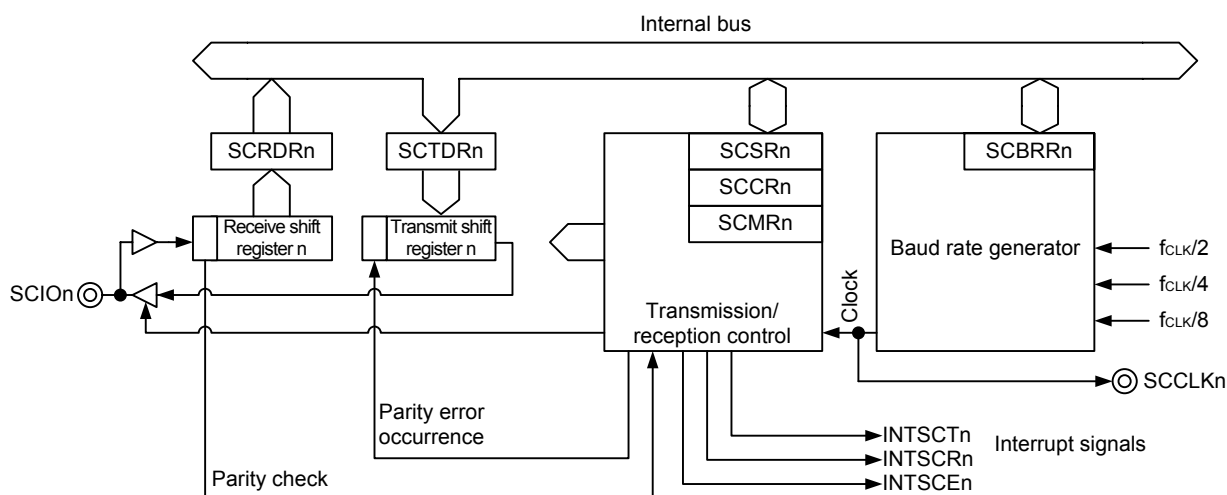 Internal bus
SCRDRn
SCTDRn
SCSRn
SCCRn
SCMRn
SCBRRn
Receive shift
register n
Transmit shift
register n
Baud rate generator
fCLK/2
fCLK/4
fCLK/8
SCIOn
Transmission/
reception control
Clock
SCCLKn
Parity error
occurrence
Parity check
INTSCTn
INTSCRn
INTSCEn
Interrupt signals